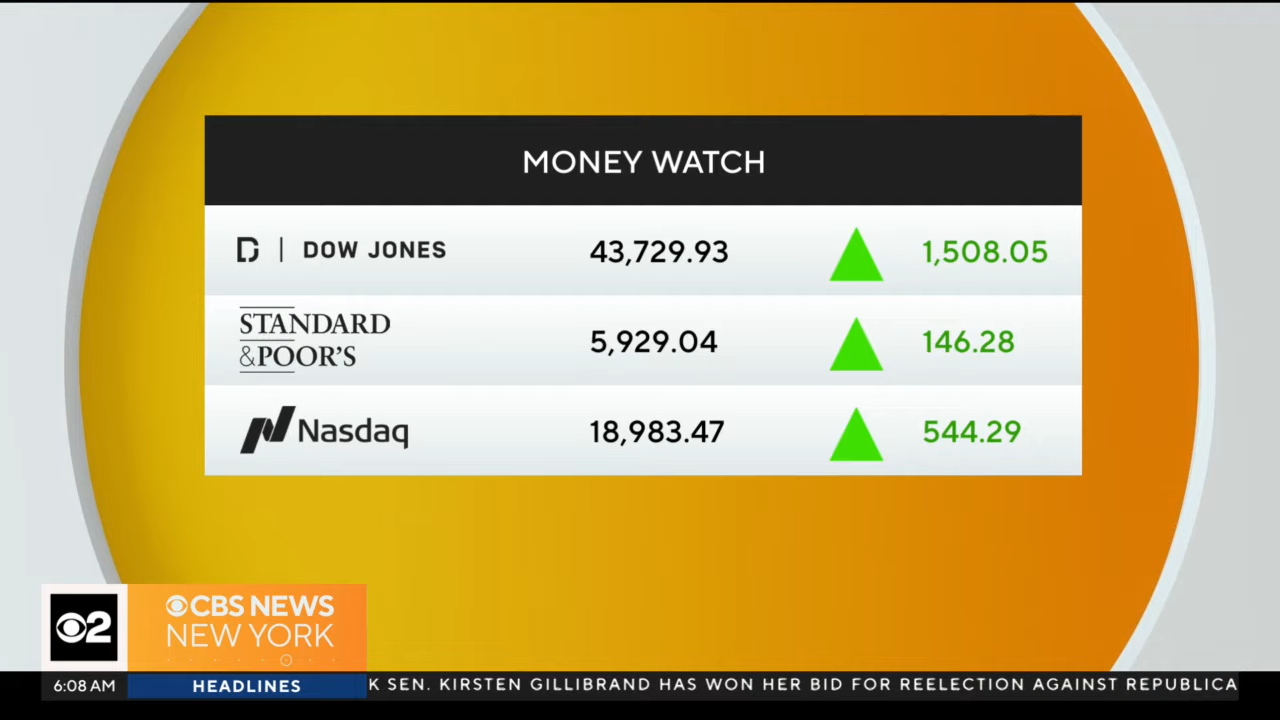 MONEY WATCH
DOW JONES 43,729.93 1,508.05
STANDARD
&POOR'S 5,929.04 146.28
Nasdaq 18,983.47 544.29
2 CBS NEWS
NEW YORK
6:08 AM HEADLINES K SEN. KIRSTEN GILLIBRAND HAS WON HER BID FOR REELECTION AGAINST REPUBLICA